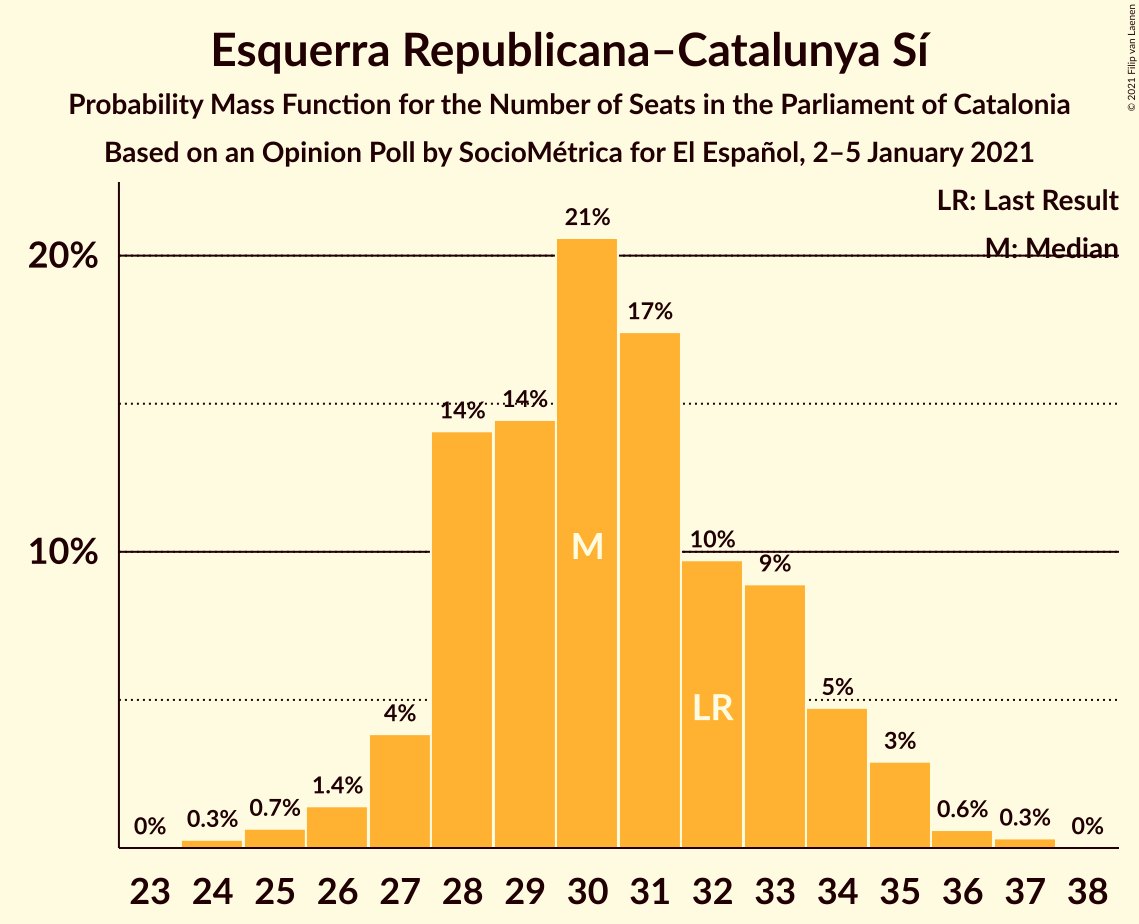 © 2021 Filip van Laenen
Esquerra Republicana–Catalunya Sí
Probability Mass Function for the Number of Seats in the Parliament of Catalonia
Based on an Opinion Poll by SocioMétrica for El Español, 2–5 January 2021
LR: Last Result
M: Median
20%
10%
0%
0.3%
0.7%
1.4%
4%
14%
14%
21%
17%
10%
9%
5%
3%
0.6%
0.3%
0%
M
LR
23 24 25 26 27 28 29 30 31 32 33 34 35 36 37 38